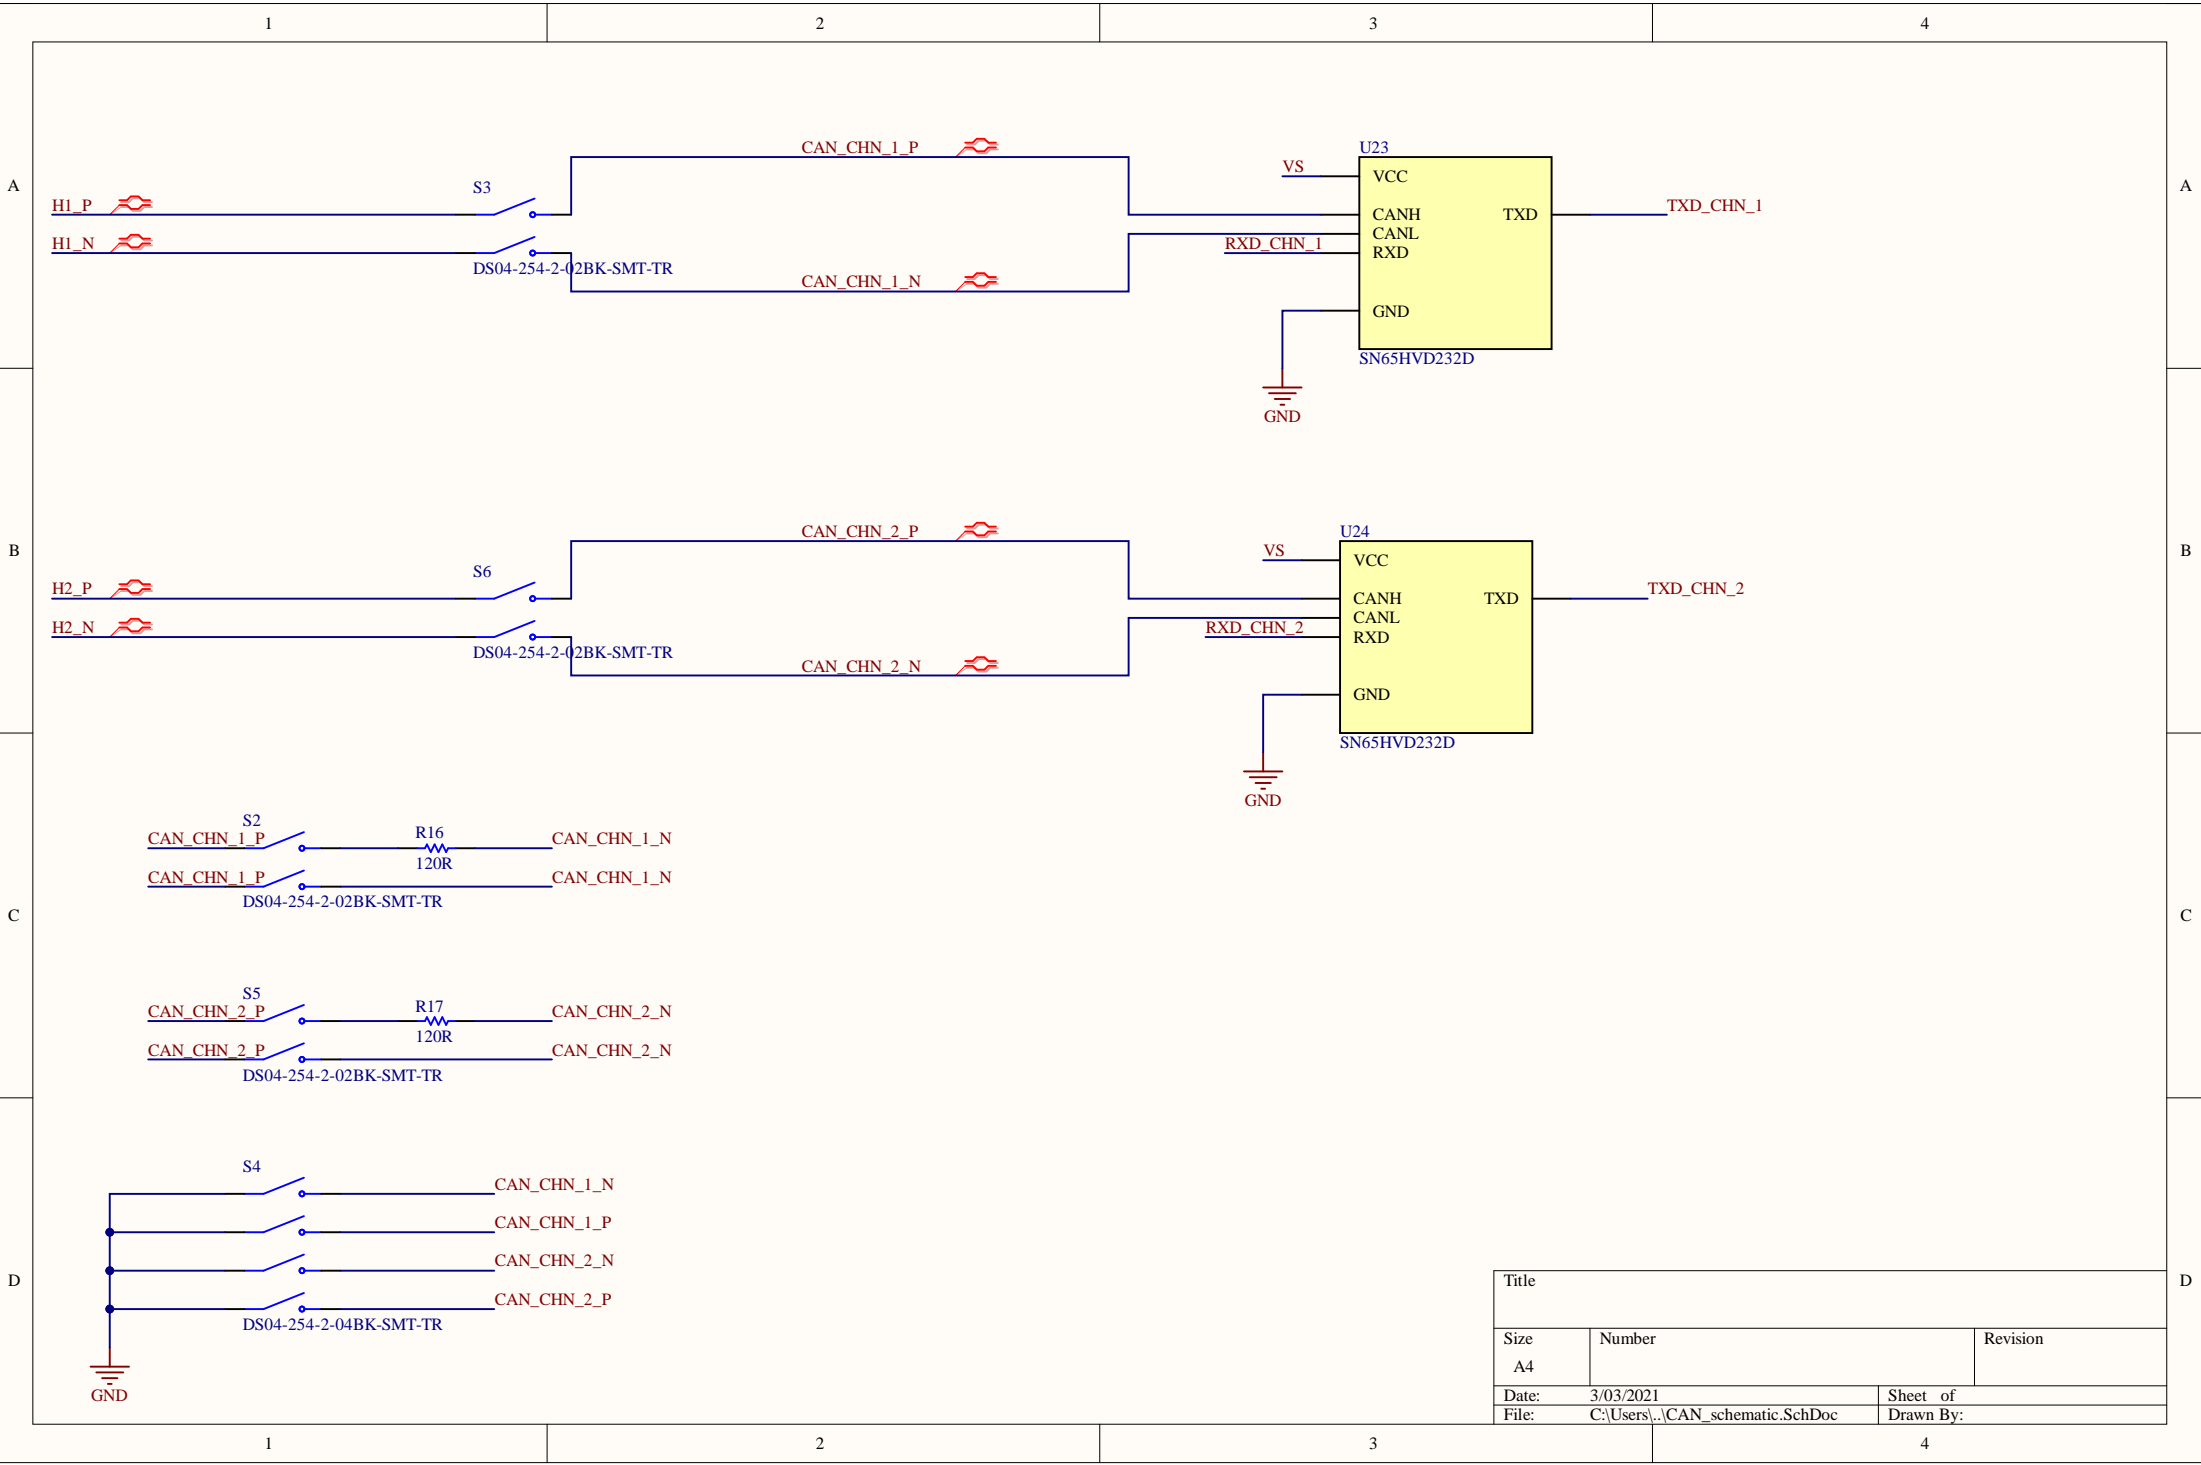 1 2 3 4
A A
B B
C C
D D
CAN_CHN_1_P
U23
VS
VCC
S3
H1_P
CANH TXD
TXD_CHN_1
H1_N
CANL
RXD_CHN_1
RXD
DS04-254-2-02BK-SMT-TR
CAN_CHN_1_N
GND
SN65HVD232D
GND
CAN_CHN_2_P
U24
VS
VCC
S6
H2_P
CANH TXD
TXD_CHN_2
H2_N
CANL
RXD_CHN_2
RXD
DS04-254-2-02BK-SMT-TR
CAN_CHN_2_N
GND
SN65HVD232D
GND
S2
CAN_CHN_1_P R16 CAN_CHN_1_N
120R
CAN_CHN_1_P CAN_CHN_1_N
DS04-254-2-02BK-SMT-TR
S5
CAN_CHN_2_P R17 CAN_CHN_2_N
120R
CAN_CHN_2_P CAN_CHN_2_N
DS04-254-2-02BK-SMT-TR
S4
CAN_CHN_1_N
CAN_CHN_1_P
CAN_CHN_2_N
CAN_CHN_2_P
DS04-254-2-04BK-SMT-TR
GND
Title
Size Number Revision
A4
Date: 3/03/2021 Sheet of
File: C:\Users\..\CAN_schematic.SchDoc Drawn By:
1 2 3 4